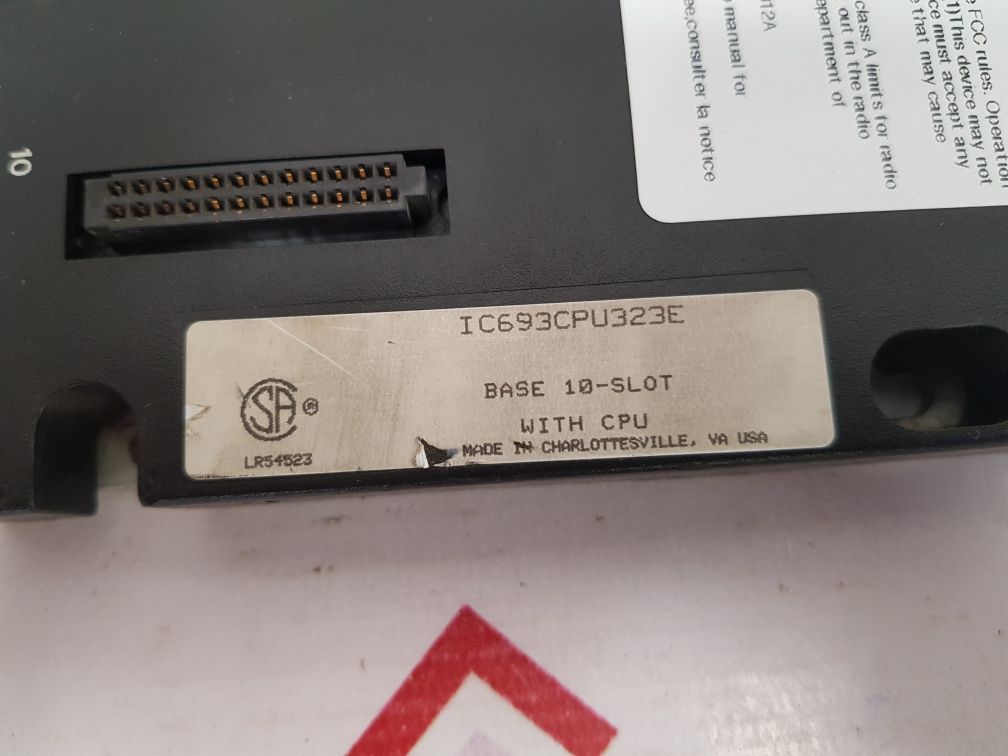 10
FCC rules. Operation
1)This device may not
ce must accept any
that may cause
class A limits for radio
out in the radio
epartment of
012A
manual for
ee,consulter la notice
IC693CPU323E
BASE 10-SLOT
WITH CPU
MADE IN CHARLOTTESVILLE, VA USA
SA ®
LR54523